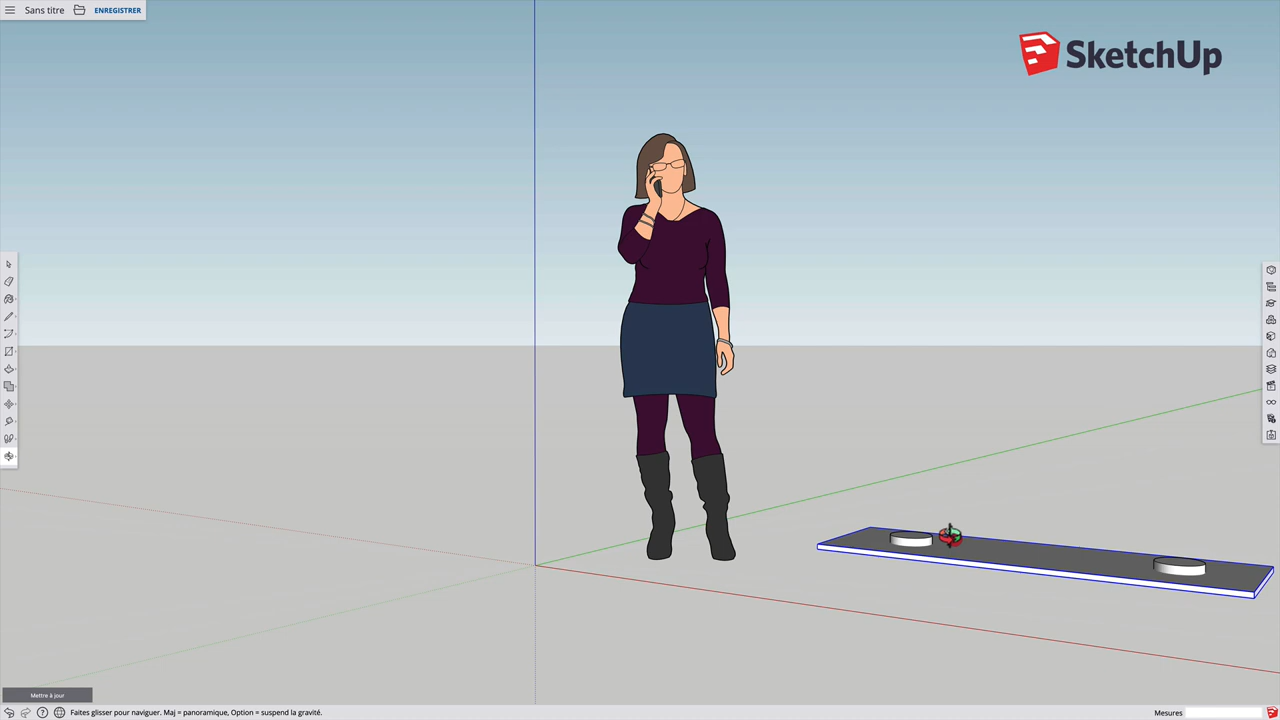 Sans titre
ENREGISTRER
SketchUp
Mettre à jour
Faites glisser pour naviguer. Maj = panoramique, Option = suspend la gravité.
Mesures